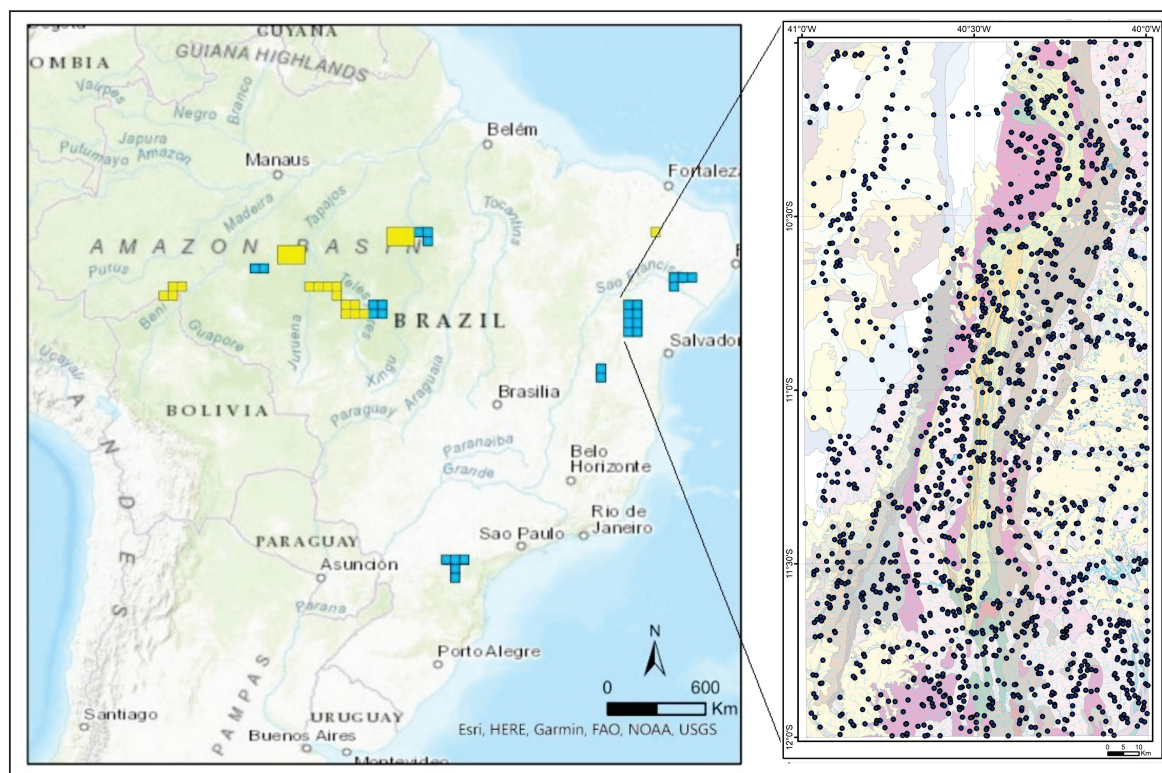 GUYANA
GUIANA HIGHLANDS
OMBIA
Vaupes
Negro
Branco
Belém
Japura
Putumayo Amazon
Manaus
Fortaleza
Madeira
Tapajos
Tocantins
AMAZON BASIN
Purus
Sao Francis
Teles
Beni
BRAZIL
Guapore
Juruena
Salvador
Xingu
Araguaia
Ucayali
Brasilia
BOLIVIA
Paraguay
ANDES
Paranaiba
Belo
Horizonte
Grande
Rio de
Janeiro
Sao Paulo
PARAGUAY
Asunción
Parana
Porto Alegre
N
0 600
Km
PAMPAS
Santiago
URUGUAY
Esri, HERE, Garmin, FAO, NOAA, USGS
Buenos Aires
Montevideo
41°0'W 40°30'W 40°0'W
10°30'S
11°0'S
11°30'S
12°0'S
0 5 10
Km